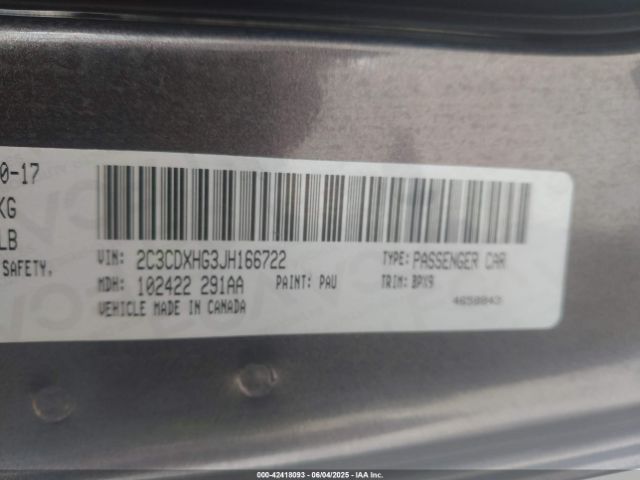 0-17
KG
LB
SAFETY.
VIN: 2C3CDXHG3JH166722 TYPE: PASSENGER CAR
MDH: 102422 291AA PAINT: PAU TRIM: BPX9
VEHICLE MADE IN CANADA 4650043
000-42418093 - 06/04/2025 - IAA Inc.